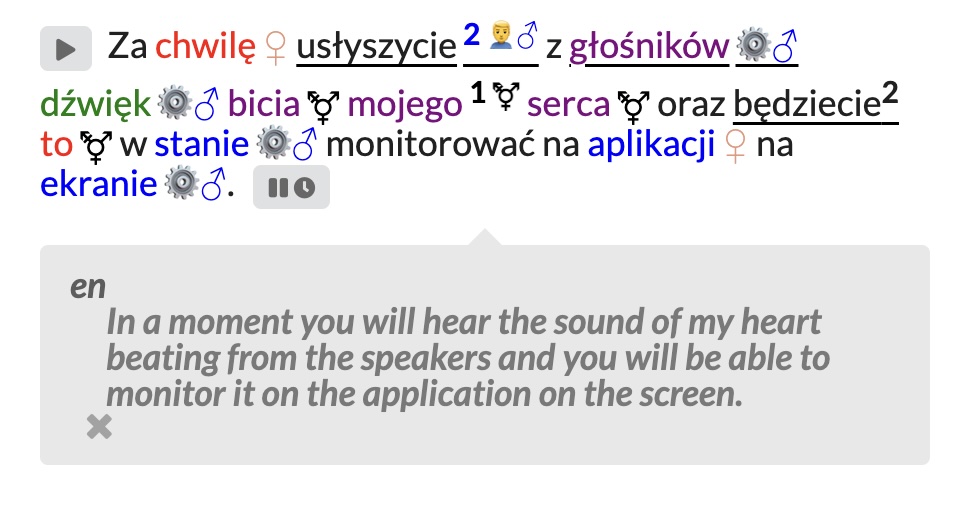 Za chwilę ♀ usłyszycie 2 👨♂ z głośników ⚙♂
dźwięk ⚙♂ bicia ⚧ mojego 1 ⚧ serca ⚧ oraz będziecie2
to ⚧ w stanie ⚙♂ monitorować na aplikacji ♀ na
ekranie ⚙♂.
en
In a moment you will hear the sound of my heart
beating from the speakers and you will be able to
monitor it on the application on the screen.